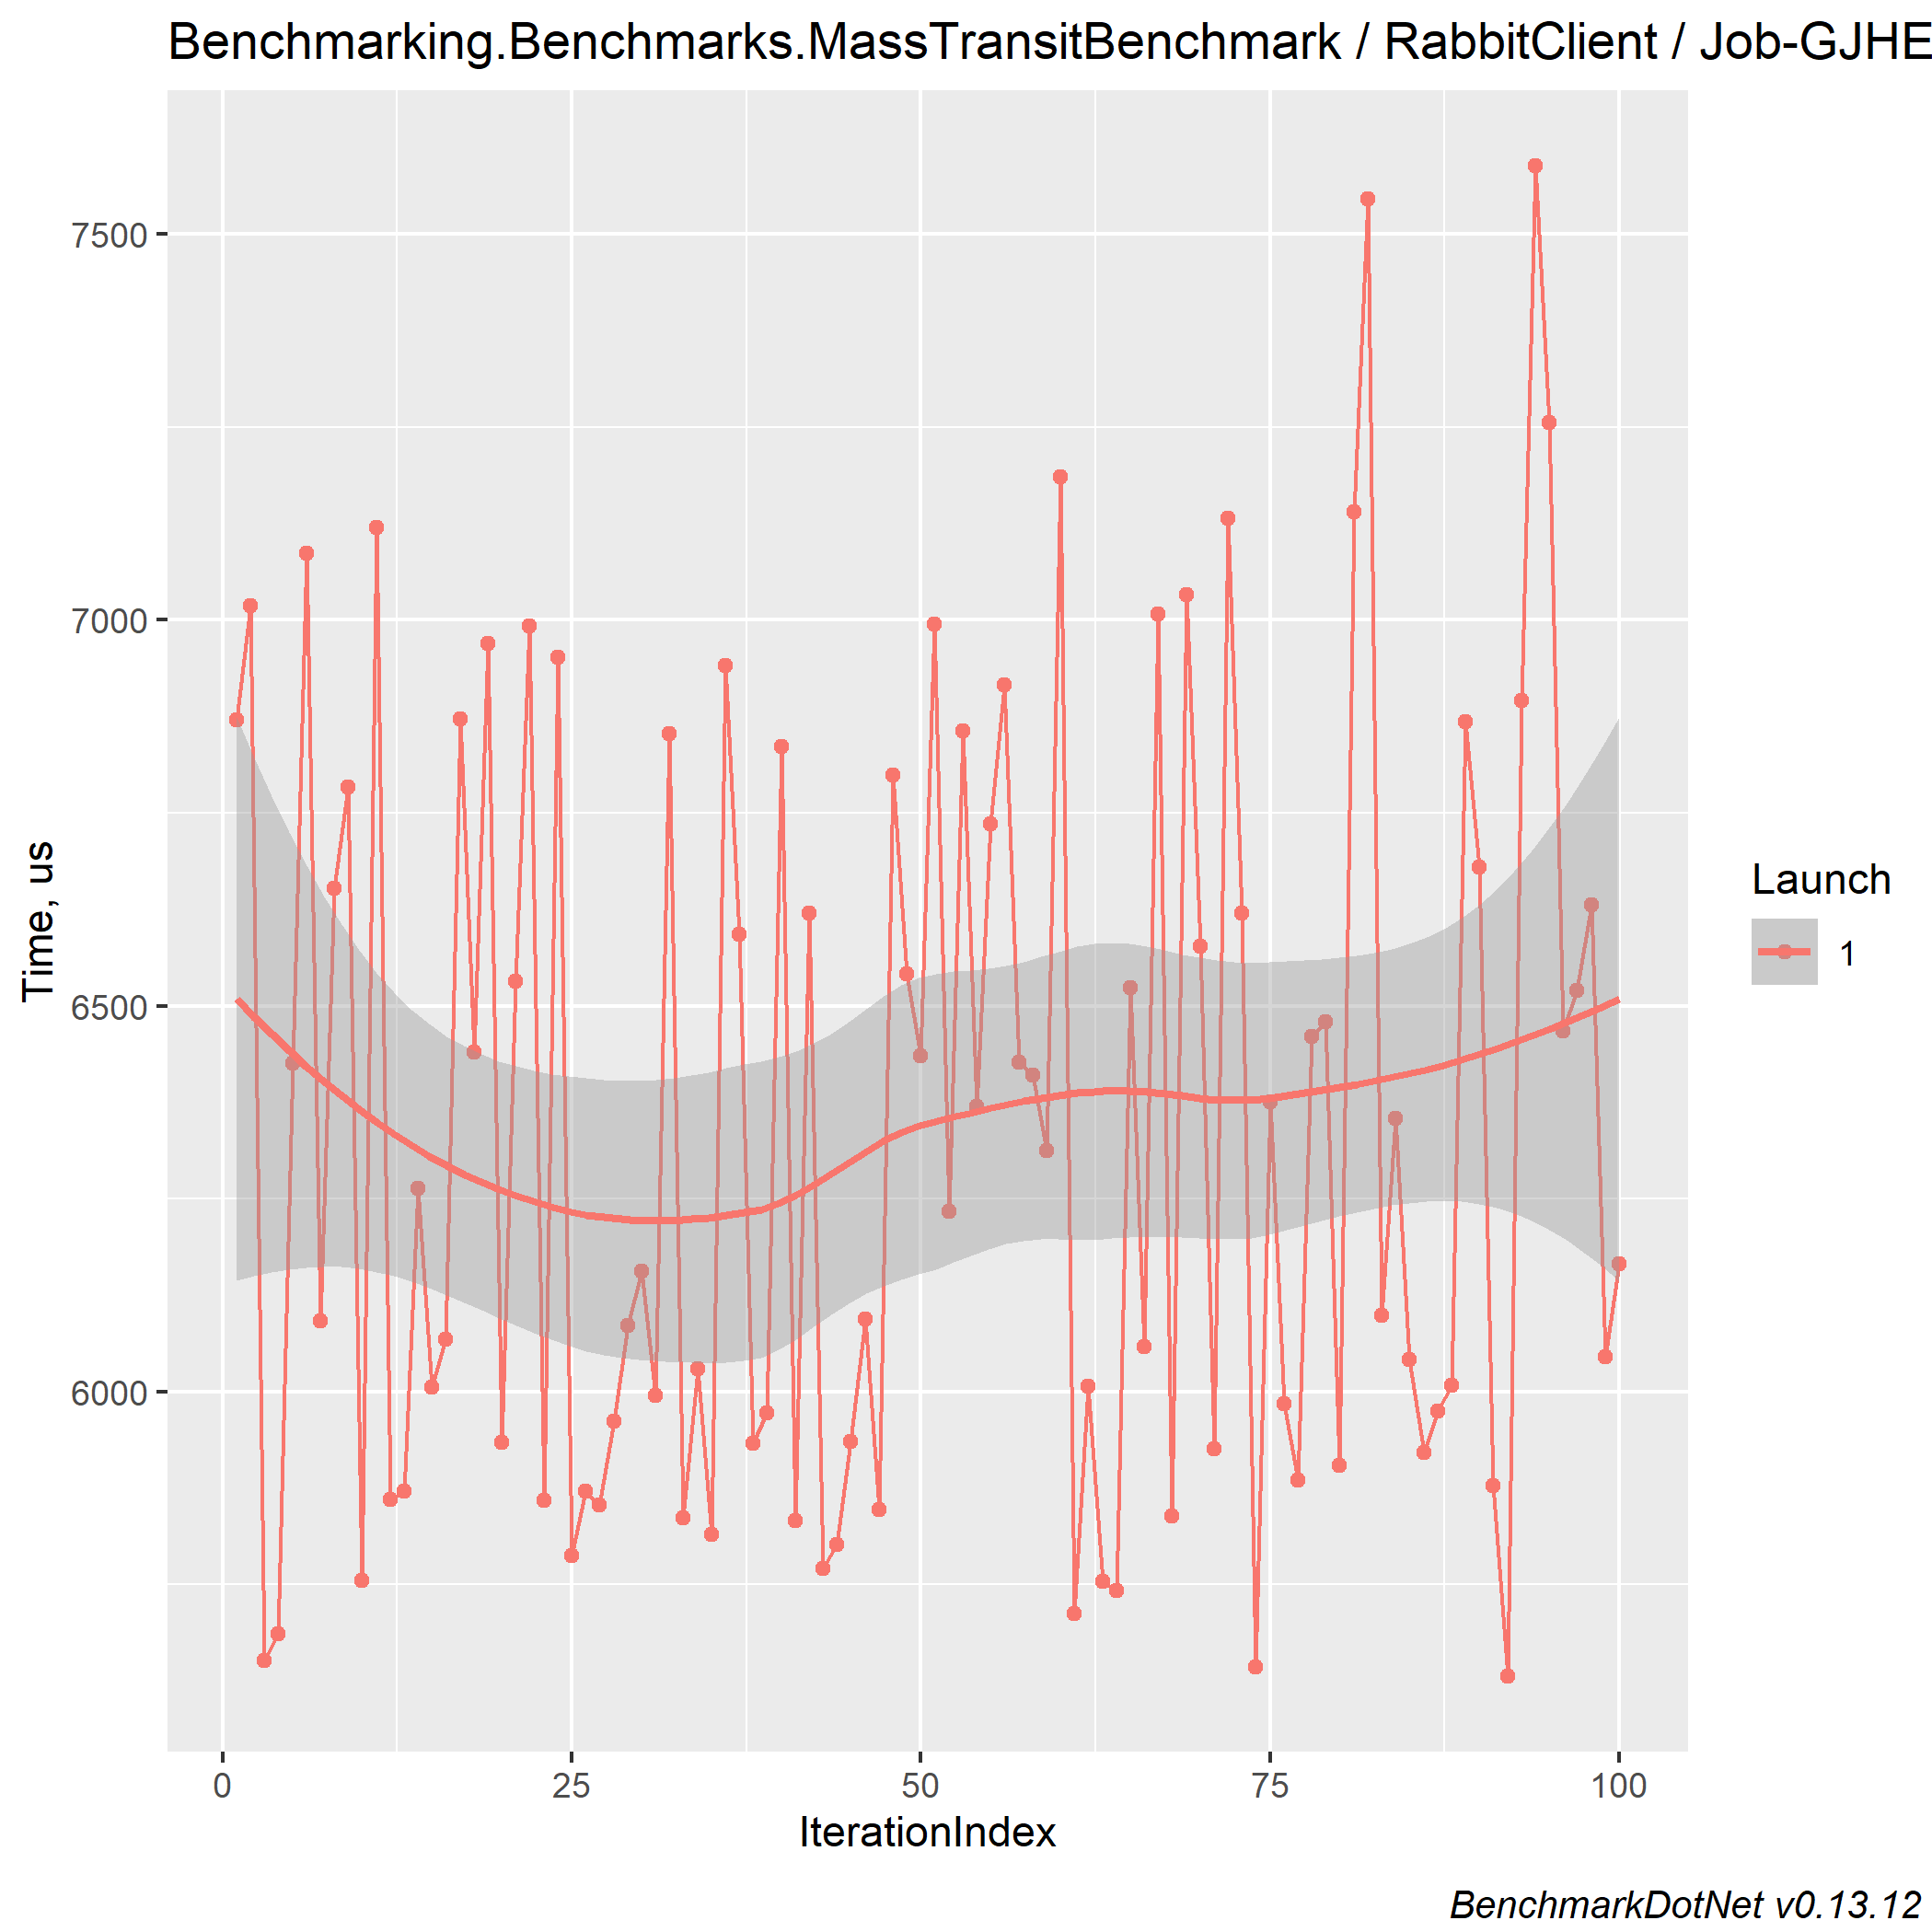 Benchmarking.Benchmarks.MassTransitBenchmark / RabbitClient / Job-GJHE
7500
7000
6500
6000
Time, us
0 25 50 75 100
IterationIndex
Launch
1
BenchmarkDotNet v0.13.12